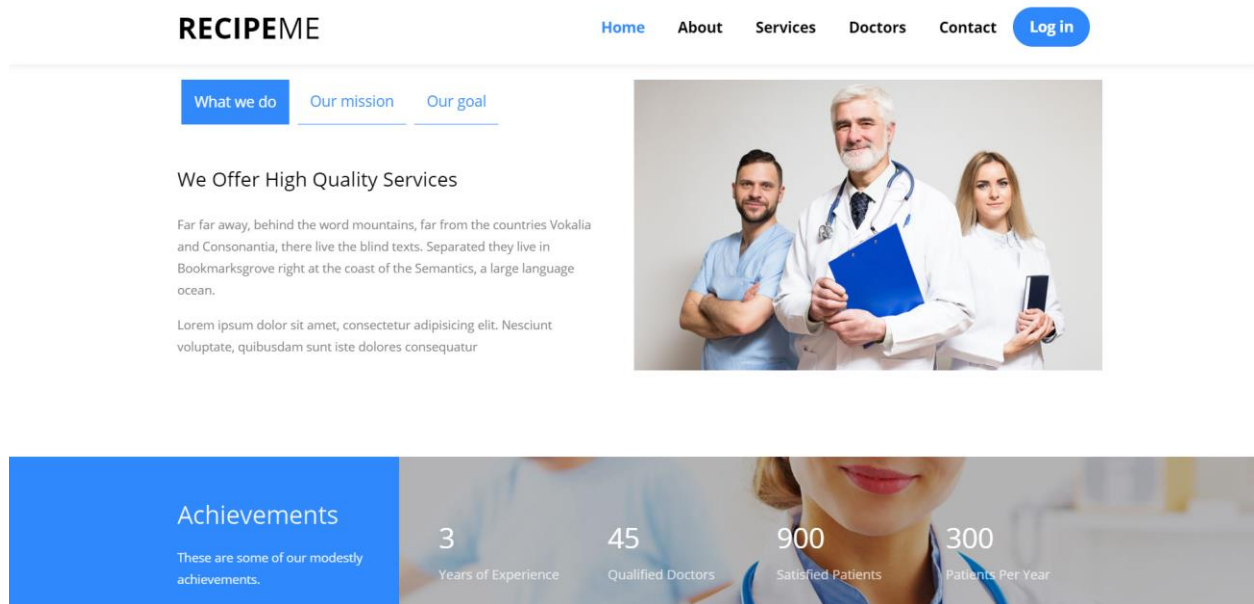 RECIPEME
Home About Services Doctors Contact Log in
What we do Our mission Our goal
We Offer High Quality Services
Far far away, behind the word mountains, far from the countries Vokalia
and Consonantia, there live the blind texts. Separated they live in
Bookmarksgrove right at the coast of the Semantics, a large language
ocean.
Lorem ipsum dolor sit amet, consectetur adipisicing elit. Nesciunt
voluptate, quibusdam sunt iste dolores consequatur
Achievements
These are some of our modestly
achievements.
3
Years of Experience
45
Qualified Doctors
900
Satisfied Patients
300
Patients Per Year